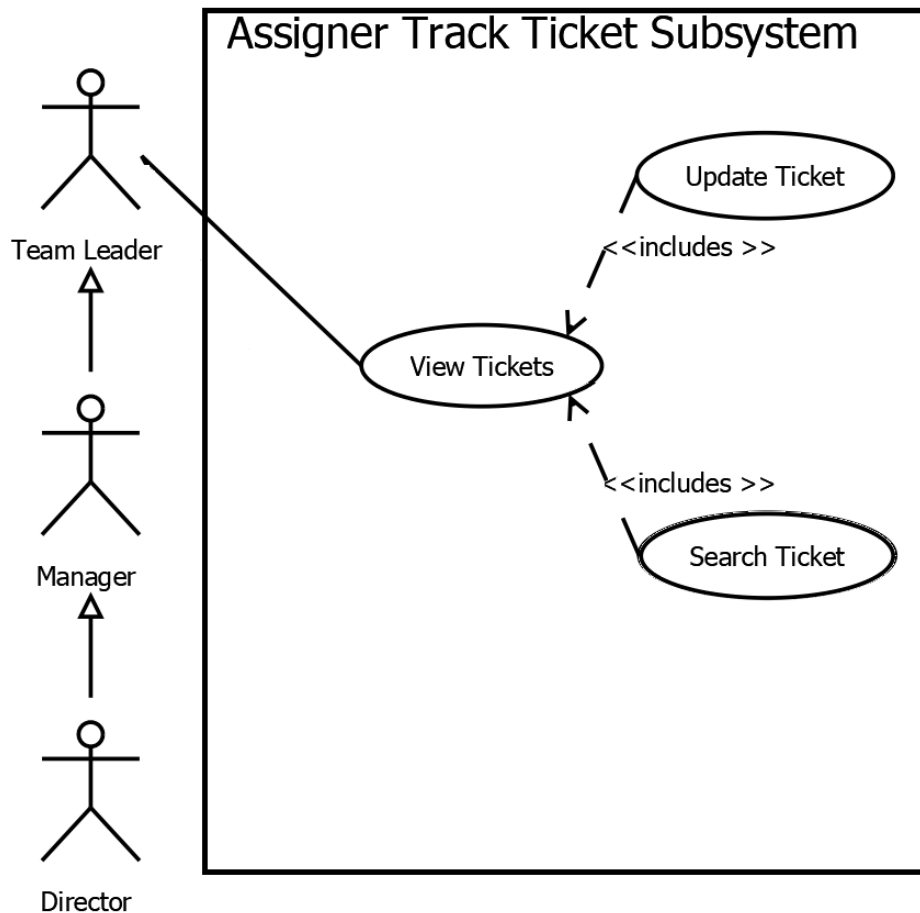 Assigner Track Ticket Subsystem
Update Ticket
Team Leader
<<includes >>
View Tickets
<<includes >>
Search Ticket
Manager
Director